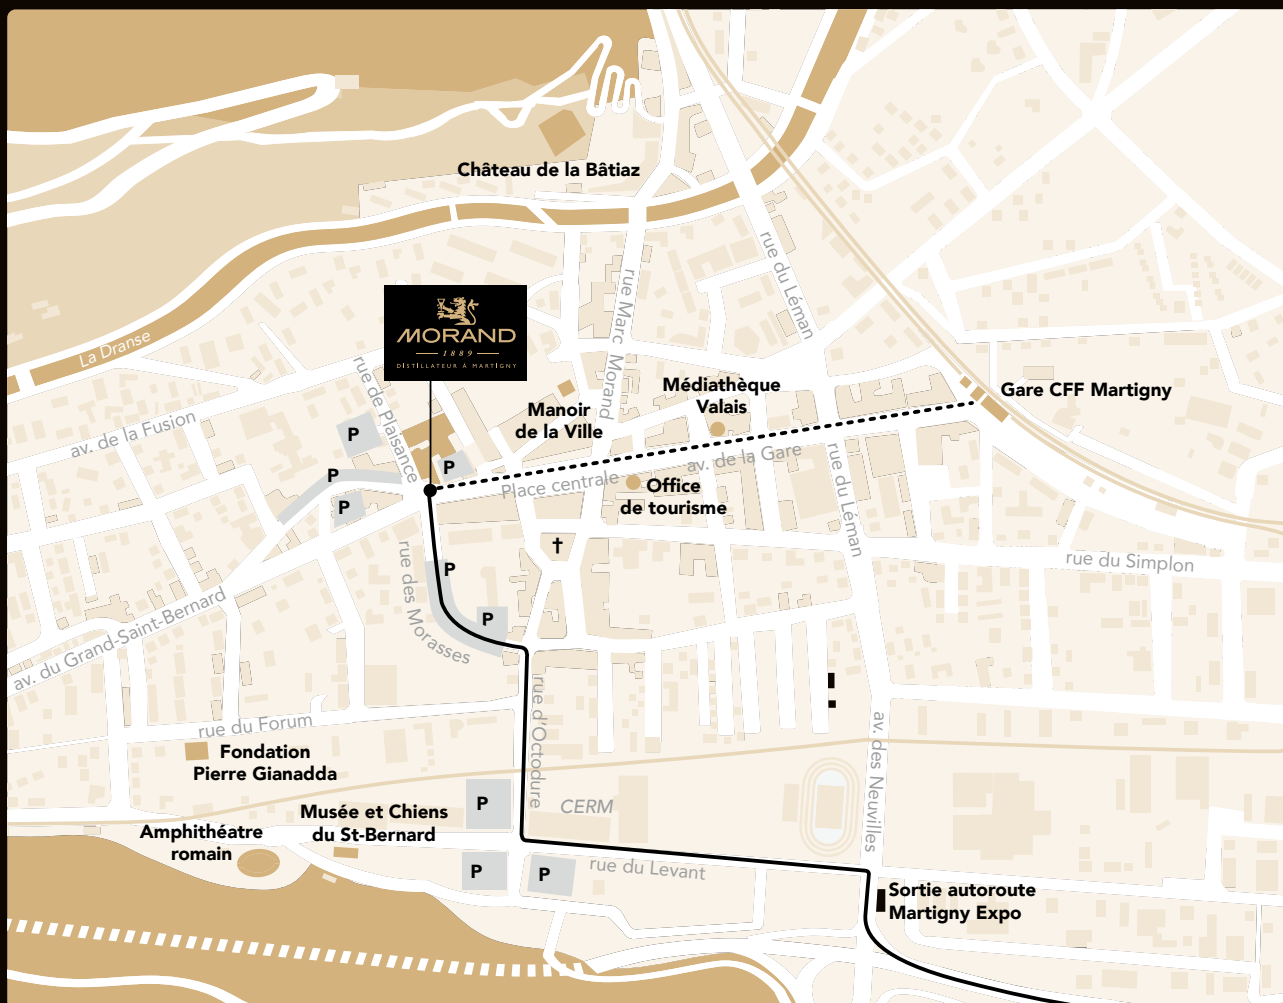 Château de la Bâtiaz
rue du Léman
rue Marc Morand
MORAND
1889
DISTILLATEUR À MARTIGNY
La Dranse
rue de Plaisance
Médiathèque
Valais
Gare CFF Martigny
Manoir
de la Ville
av. de la Fusion
P
P
P
P
av. de la Gare
Place centrale
Office
de tourisme
rue du Léman
✝
rue du Simplon
P
rue des Morasses
P
av. du Grand-Saint-Bernard
rue d'Octodure
rue du Forum
av. des Neuvilles
Fondation
Pierre Gianadda
P
CERM
Musée et Chiens
du St-Bernard
Amphithéatre
romain
P
P
rue du Levant
Sortie autoroute
Martigny Expo